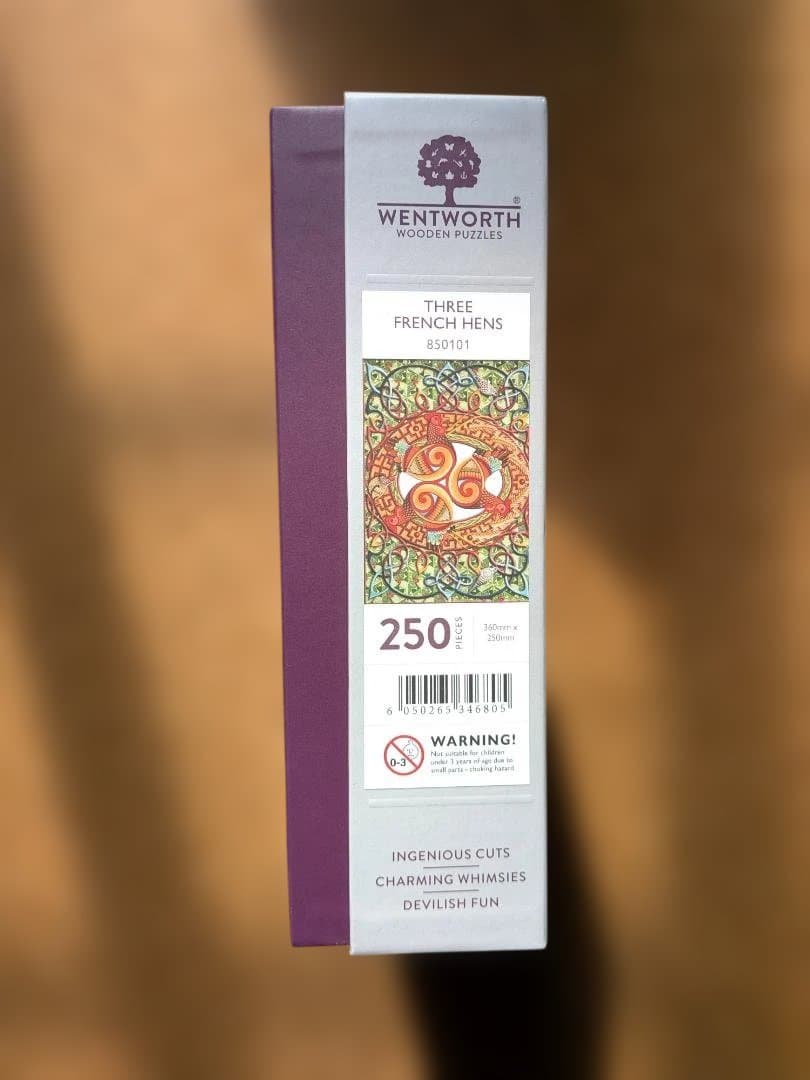 ®
WENTWORTH
WOODEN PUZZLES
THREE
FRENCH HENS
850101
250 PIECES
360mm x
250mm
6 050265 346805
0-3
WARNING!
Not suitable for children
under 3 years of age due to
small parts - choking hazard
INGENIOUS CUTS
CHARMING WHIMSIES
DEVILISH FUN